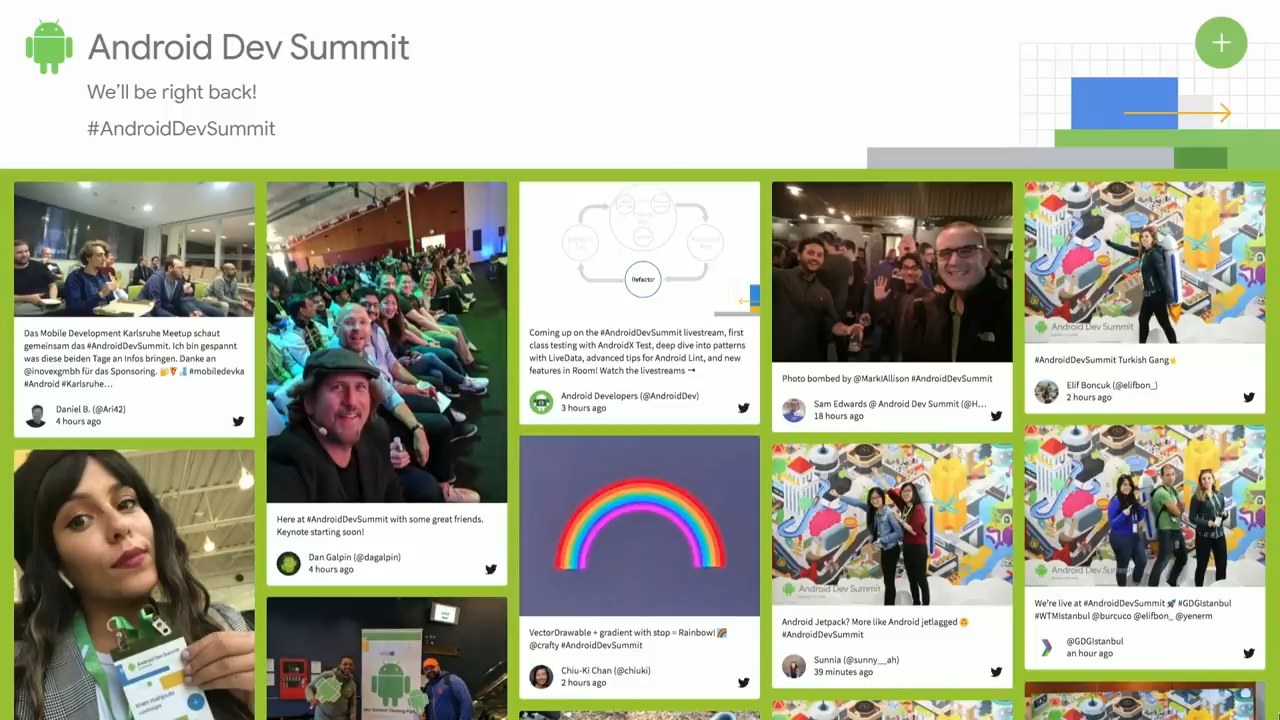 Android Dev Summit
We'll be right back!
#AndroidDevSummit
Das Mobile Development Karlsruhe Meetup schaut
gemeinsam das #AndroidDevSummit. Ich bin gespannt
was diese beiden Tage an Infos bringen. Danke an
@inovexgmbh für das Sponsoring. 🍻🍕 #mobiledevka
#Android #Karlsruhe…
Daniel B. (@Ari42)
4 hours ago
Android Dev Summit
Here at #AndroidDevSummit with some great friends.
Keynote starting soon!
Dan Galpin (@dagalpin)
4 hours ago
Refactor
Coming up on the #AndroidDevSummit livestream, first
class testing with AndroidX Test, deep dive into patterns
with LiveData, advanced tips for Android Lint, and new
features in Room! Watch the livestreams →
Android Developers (@AndroidDev)
3 hours ago
VectorDrawable + gradient with stop = Rainbow! 🌈
@crafty #AndroidDevSummit
Chiu-Ki Chan (@chiuki)
2 hours ago
Photo bombed by @MarkIAllison #AndroidDevSummit
Sam Edwards @ Android Dev Summit (@H…
18 hours ago
Android Dev Summit
Android Jetpack? More like Android jetlagged 🙃
#AndroidDevSummit
Sunnia (@sunny__ah)
39 minutes ago
Android Dev Summit
#AndroidDevSummit Turkish Gang
Elif Boncuk (@elifbon_)
2 hours ago
Android Dev Summit
We're live at #AndroidDevSummit 🚀 #GDGIstanbul
#WTMIstanbul @burcuco @elifbon_ @yenerm
@GDGIstanbul
an hour ago